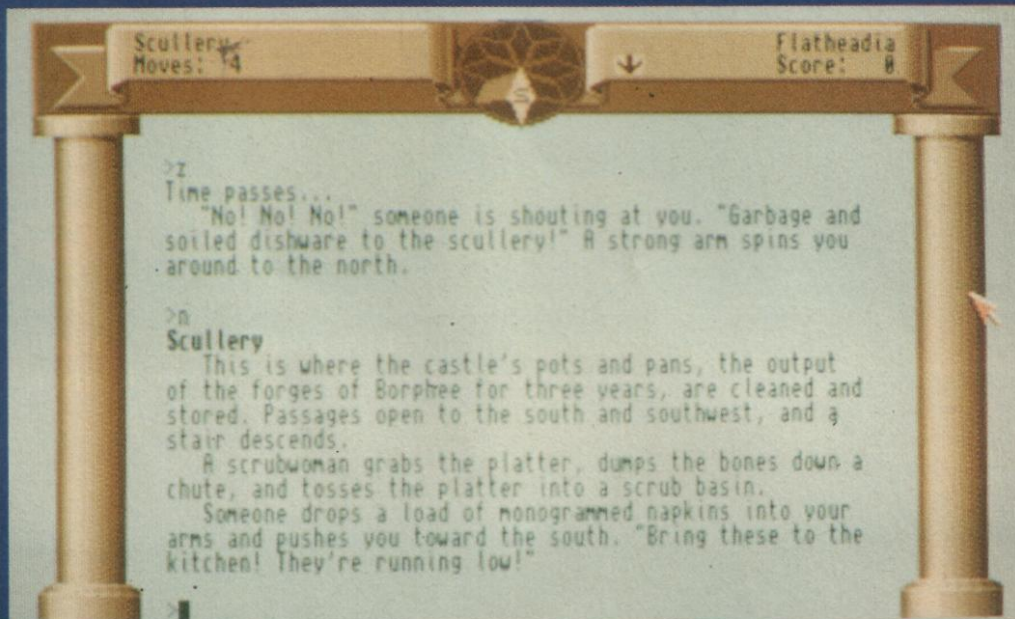 Scullery
Moves: 4
Flatheadia
Score: 0
S
>z
Time passes...
"No! No! No!" someone is shouting at you. "Garbage and
soiled dishware to the scullery!" A strong arm spins you
around to the north.
>n
Scullery
This is where the castle's pots and pans, the output
of the forges of Borphee for three years, are cleaned and
stored. Passages open to the south and southwest, and a
stair descends.
A scrubwoman grabs the platter, dumps the bones down a
chute, and tosses the platter into a scrub basin.
Someone drops a load of monogrammed napkins into your
arms and pushes you toward the south. "Bring these to the
kitchen! They're running low!"
>